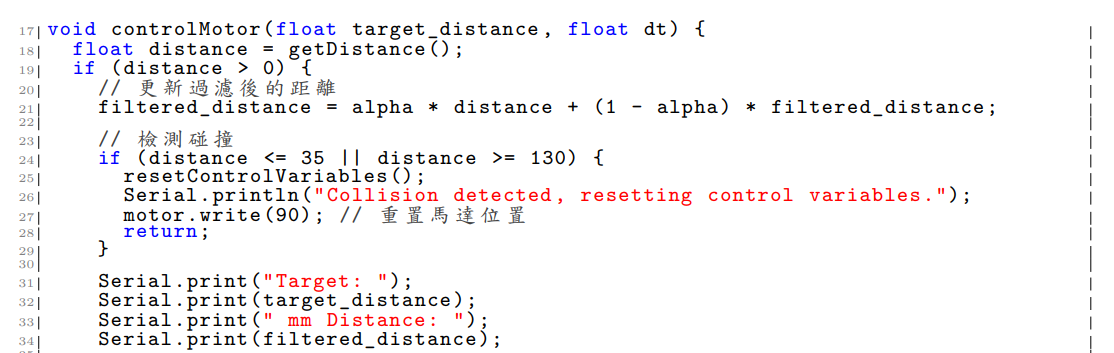 17| void controlMotor(float target_distance, float dt) {
18|   float distance = getDistance();
19|   if (distance > 0) {
20|     // 更新過濾後的距離
21|     filtered_distance = alpha * distance + (1 - alpha) * filtered_distance;
22|
23|     // 檢測碰撞
24|     if (distance <= 35 || distance >= 130) {
25|       resetControlVariables();
26|       Serial.println("Collision detected, resetting control variables.");
27|       motor.write(90); // 重置馬達位置
28|       return;
29|     }
30|
31|     Serial.print("Target: ");
32|     Serial.print(target_distance);
33|     Serial.print(" mm Distance: ");
34|     Serial.print(filtered_distance);